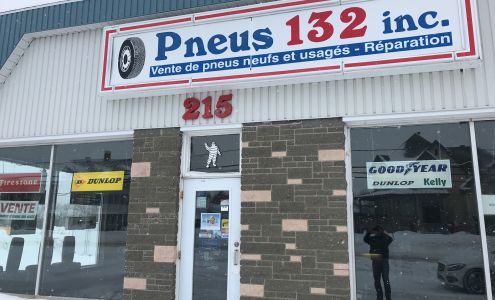 Pneus 132 inc.
Vente de pneus neufs et usagés - Réparation
215
Firestone
DUNLOP
VENTE
GOODYEAR
DUNLOP Kelly